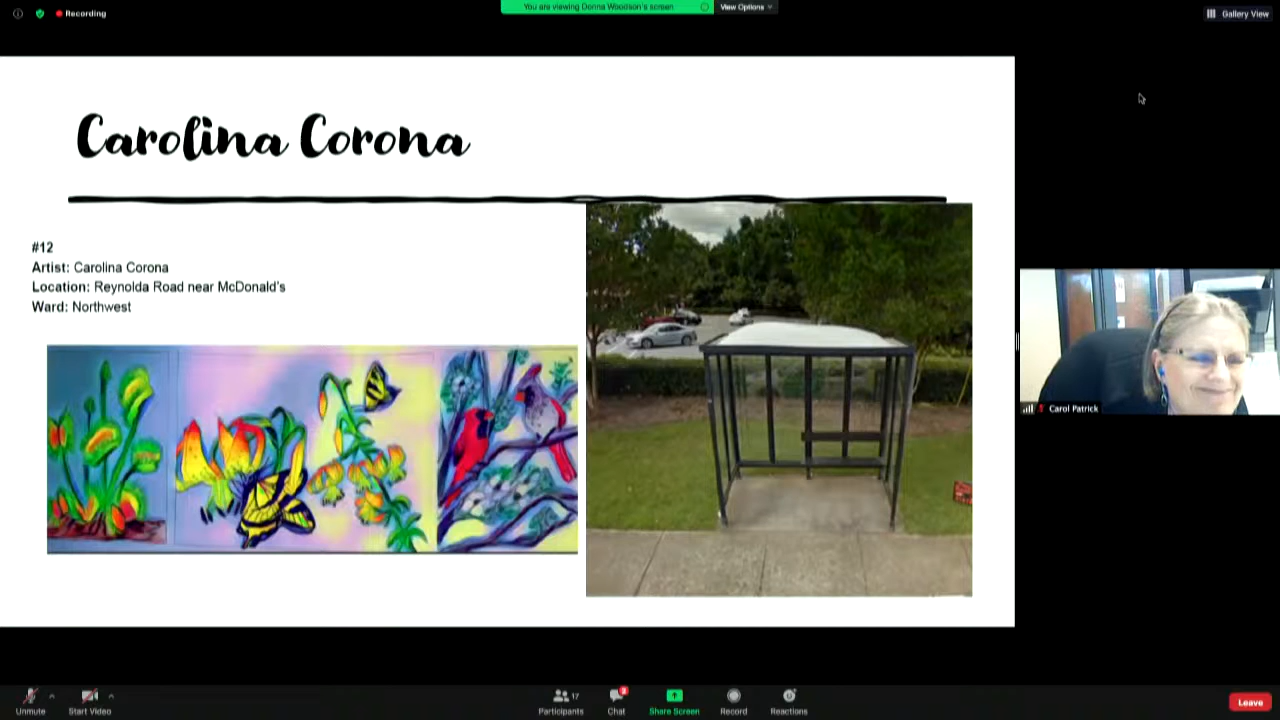 Recording
You are viewing Donna Woodson's screen
View Options
Gallery View
Carolina Corona
#12
Artist: Carolina Corona
Location: Reynolda Road near McDonald's
Ward: Northwest
Carol Patrick
Unmute
Start Video
17
Participants
Chat
Share Screen
Record
Reactions
Leave